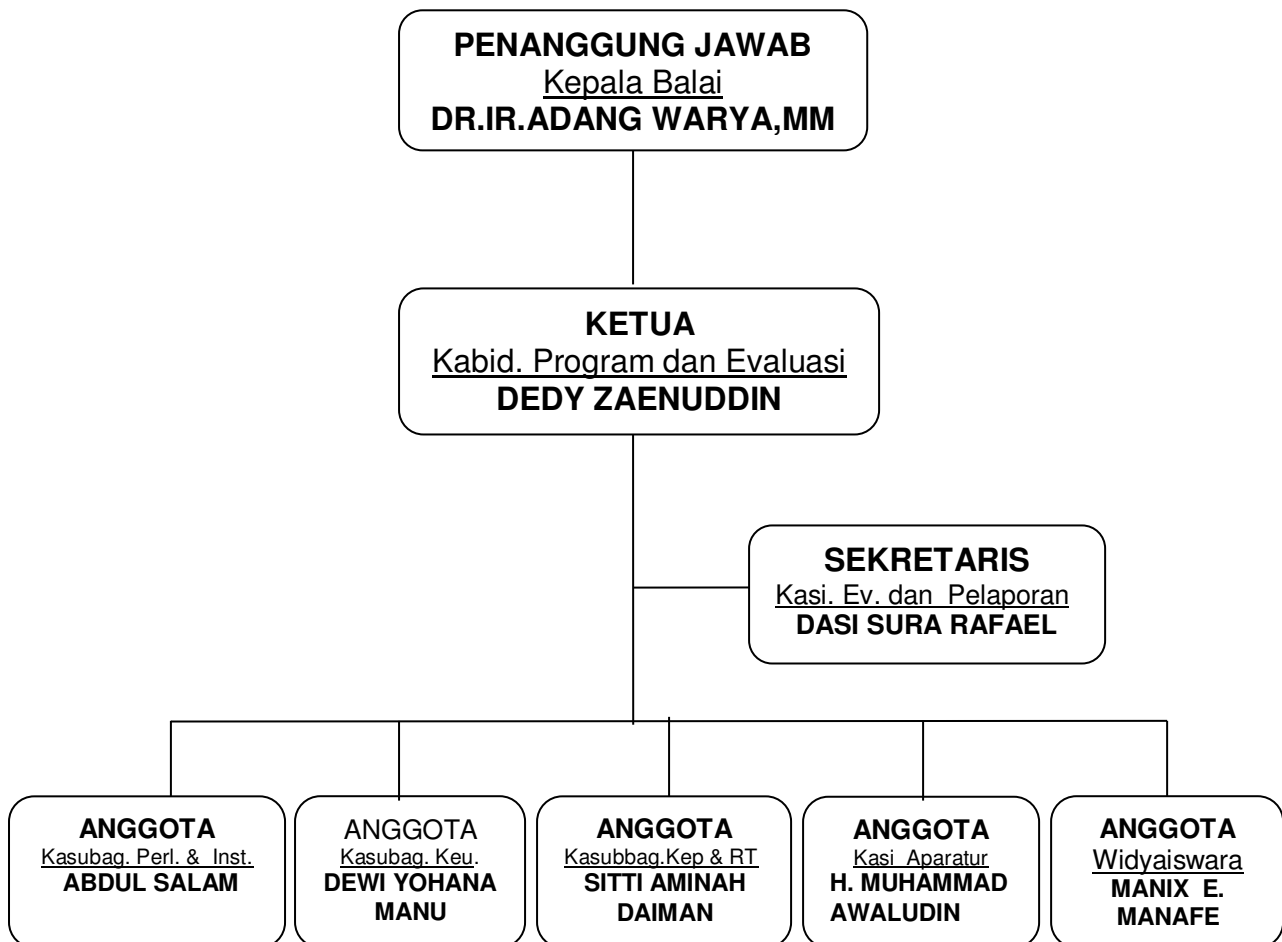 PENANGGUNG JAWAB
Kepala Balai
DR.IR.ADANG WARYA,MM
KETUA
Kabid. Program dan Evaluasi
DEDY ZAENUDDIN
SEKRETARIS
Kasi. Ev. dan Pelaporan
DASI SURA RAFAEL
ANGGOTA
Kasubag. Perl. & Inst.
ABDUL SALAM
ANGGOTA
Kasubag. Keu.
DEWI YOHANA
MANU
ANGGOTA
Kasubbag.Kep & RT
SITTI AMINAH
DAIMAN
ANGGOTA
Kasi Aparatur
H. MUHAMMAD
AWALUDIN
ANGGOTA
Widyaiswara
MANIX E.
MANAFE